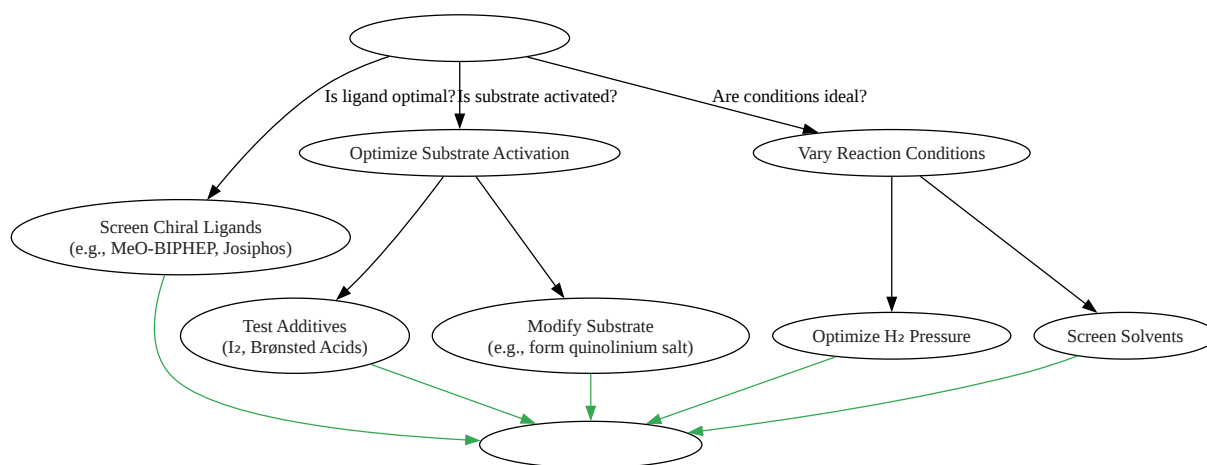 Is ligand optimal?
Is substrate activated?
Are conditions ideal?
Optimize Substrate Activation
Vary Reaction Conditions
Screen Chiral Ligands
(e.g., MeO-BIPHEP, Josiphos)
Test Additives
(I₂, Brønsted Acids)
Modify Substrate
(e.g., form quinolinium salt)
Optimize H₂ Pressure
Screen Solvents